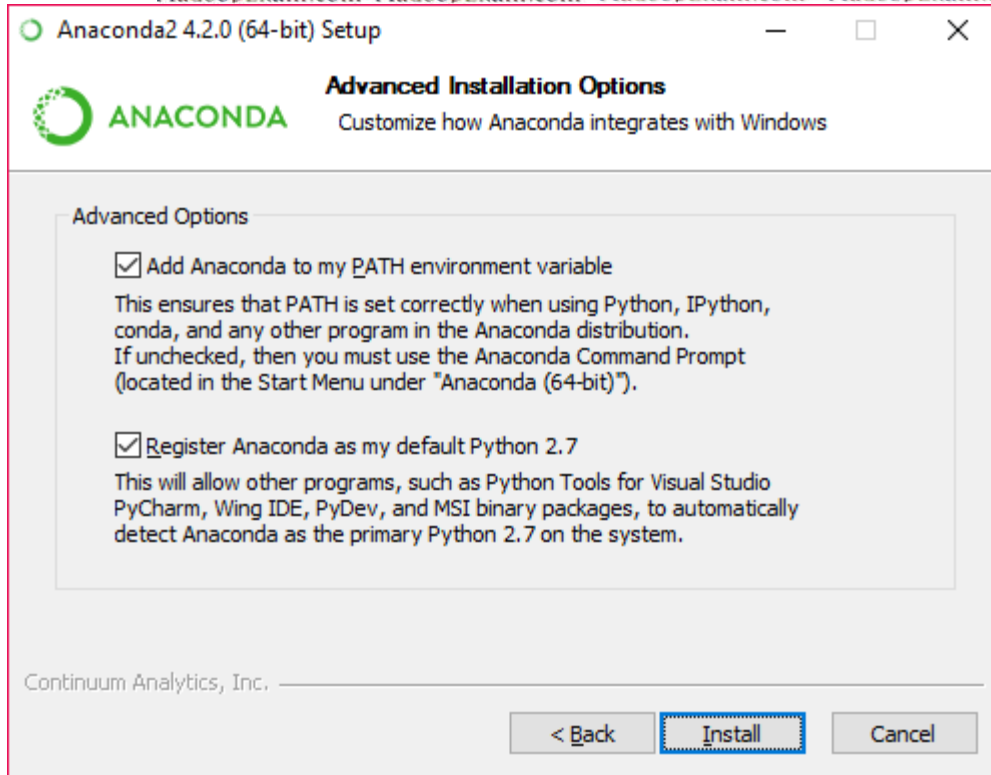 Anaconda2 4.2.0 (64-bit) Setup
ANACONDA
Advanced Installation Options
Customize how Anaconda integrates with Windows
Advanced Options
Add Anaconda to my PATH environment variable
This ensures that PATH is set correctly when using Python, IPython,
conda, and any other program in the Anaconda distribution.
If unchecked, then you must use the Anaconda Command Prompt
(located in the Start Menu under "Anaconda (64-bit)").
Register Anaconda as my default Python 2.7
This will allow other programs, such as Python Tools for Visual Studio
PyCharm, Wing IDE, PyDev, and MSI binary packages, to automatically
detect Anaconda as the primary Python 2.7 on the system.
Continuum Analytics, Inc.
< Back
Install
Cancel